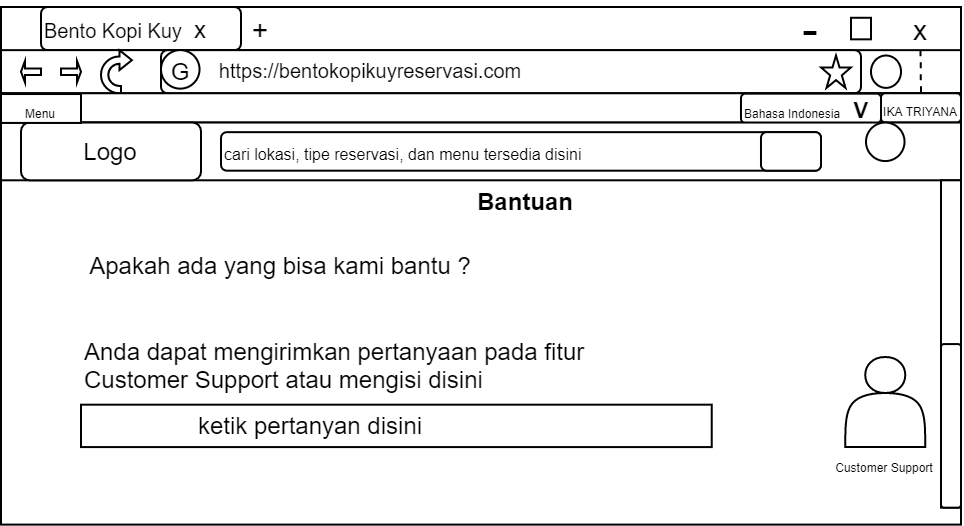 Bento Kopi Kuy x +
- x
G https://bentokopikuyreservasi.com
Menu Bahasa Indonesia V IKA TRIYANA
Logo cari lokasi, tipe reservasi, dan menu tersedia disini
Bantuan
Apakah ada yang bisa kami bantu ?
Anda dapat mengirimkan pertanyaan pada fitur
Customer Support atau mengisi disini
ketik pertanyan disini
Customer Support